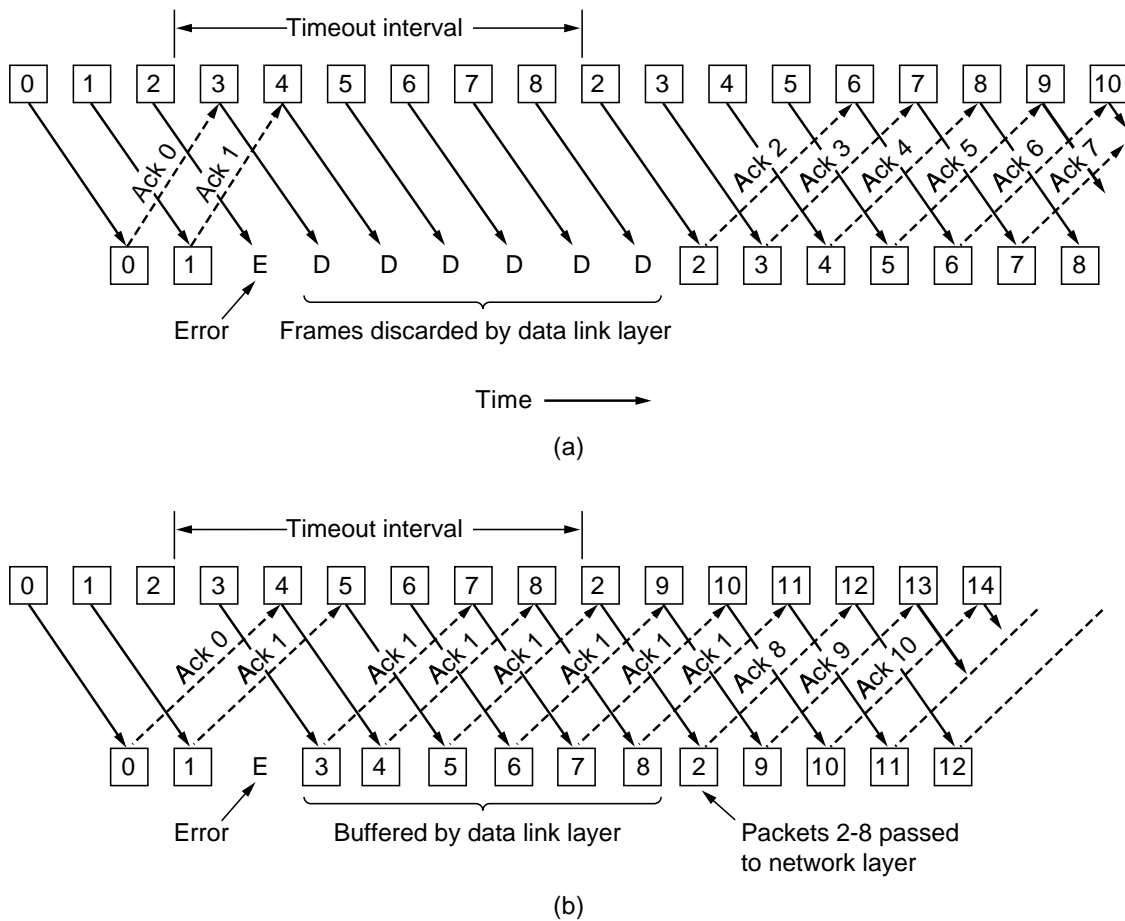 Timeout interval
0 1 2 3 4 5 6 7 8 2 3 4 5 6 7 8 9 10
Ack 0 Ack 1 Ack 2 Ack 3 Ack 4 Ack 5 Ack 6 Ack 7
0 1 E D D D D D D 2 3 4 5 6 7 8
Error Frames discarded by data link layer
Time
(a)
Timeout interval
0 1 2 3 4 5 6 7 8 2 9 10 11 12 13 14
Ack 0 Ack 1 Ack 1 Ack 1 Ack 1 Ack 1 Ack 1 Ack 1 Ack 8 Ack 9 Ack 10
0 1 E 3 4 5 6 7 8 2 9 10 11 12
Error Buffered by data link layer Packets 2-8 passed
to network layer
(b)